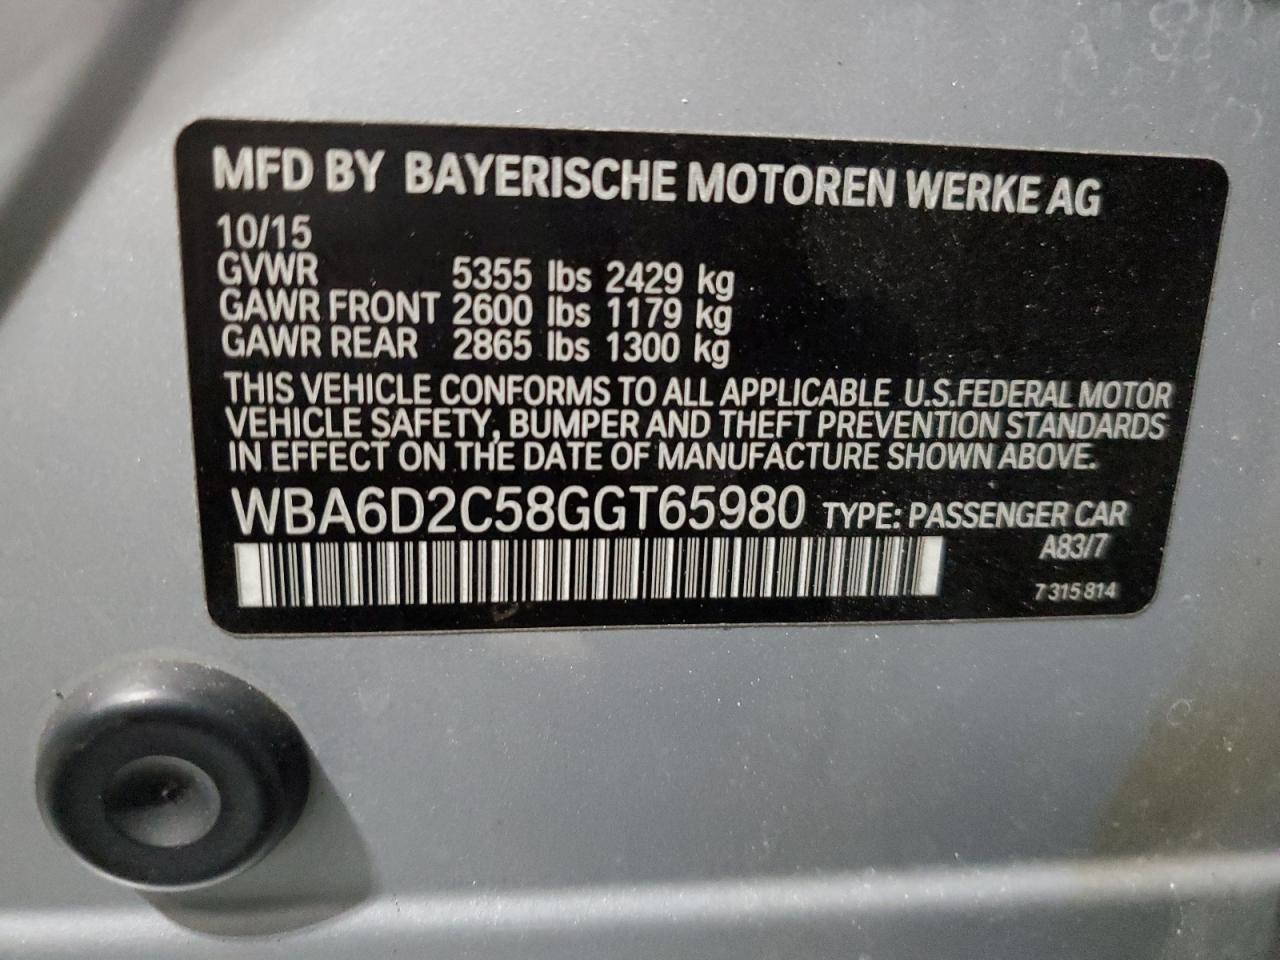 MFD BY BAYERISCHE MOTOREN WERKE AG
10/15
GVWR 5355 lbs 2429 kg
GAWR FRONT 2600 lbs 1179 kg
GAWR REAR 2865 lbs 1300 kg
THIS VEHICLE CONFORMS TO ALL APPLICABLE U.S.FEDERAL MOTOR
VEHICLE SAFETY, BUMPER AND THEFT PREVENTION STANDARDS
IN EFFECT ON THE DATE OF MANUFACTURE SHOWN ABOVE.
WBA6D2C58GGT65980 TYPE: PASSENGER CAR
A83/7
7 315 814